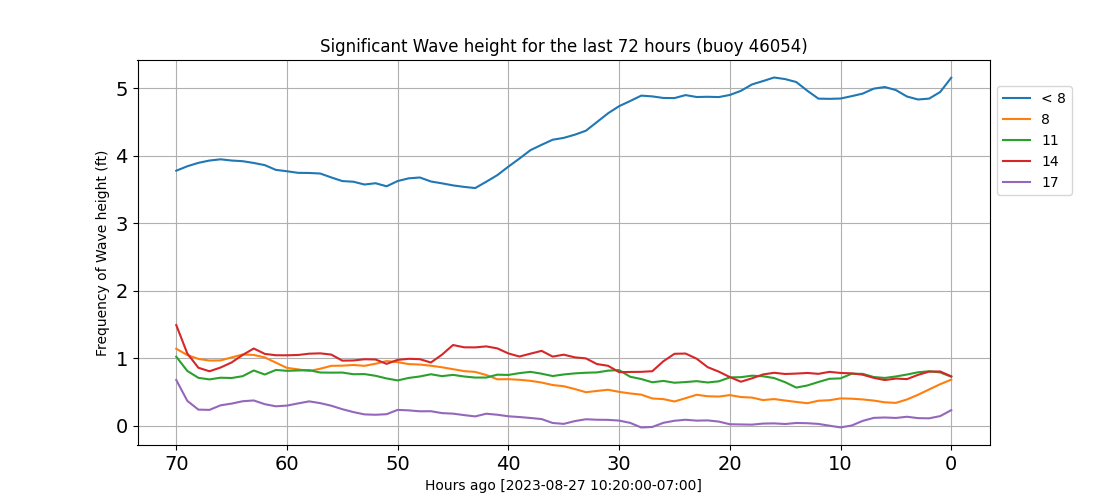 Significant Wave height for the last 72 hours (buoy 46054)
Frequency of Wave height (ft)
5
4
3
2
1
0
70 60 50 40 30 20 10 0
Hours ago [2023-08-27 10:20:00-07:00]
< 8
8
11
14
17